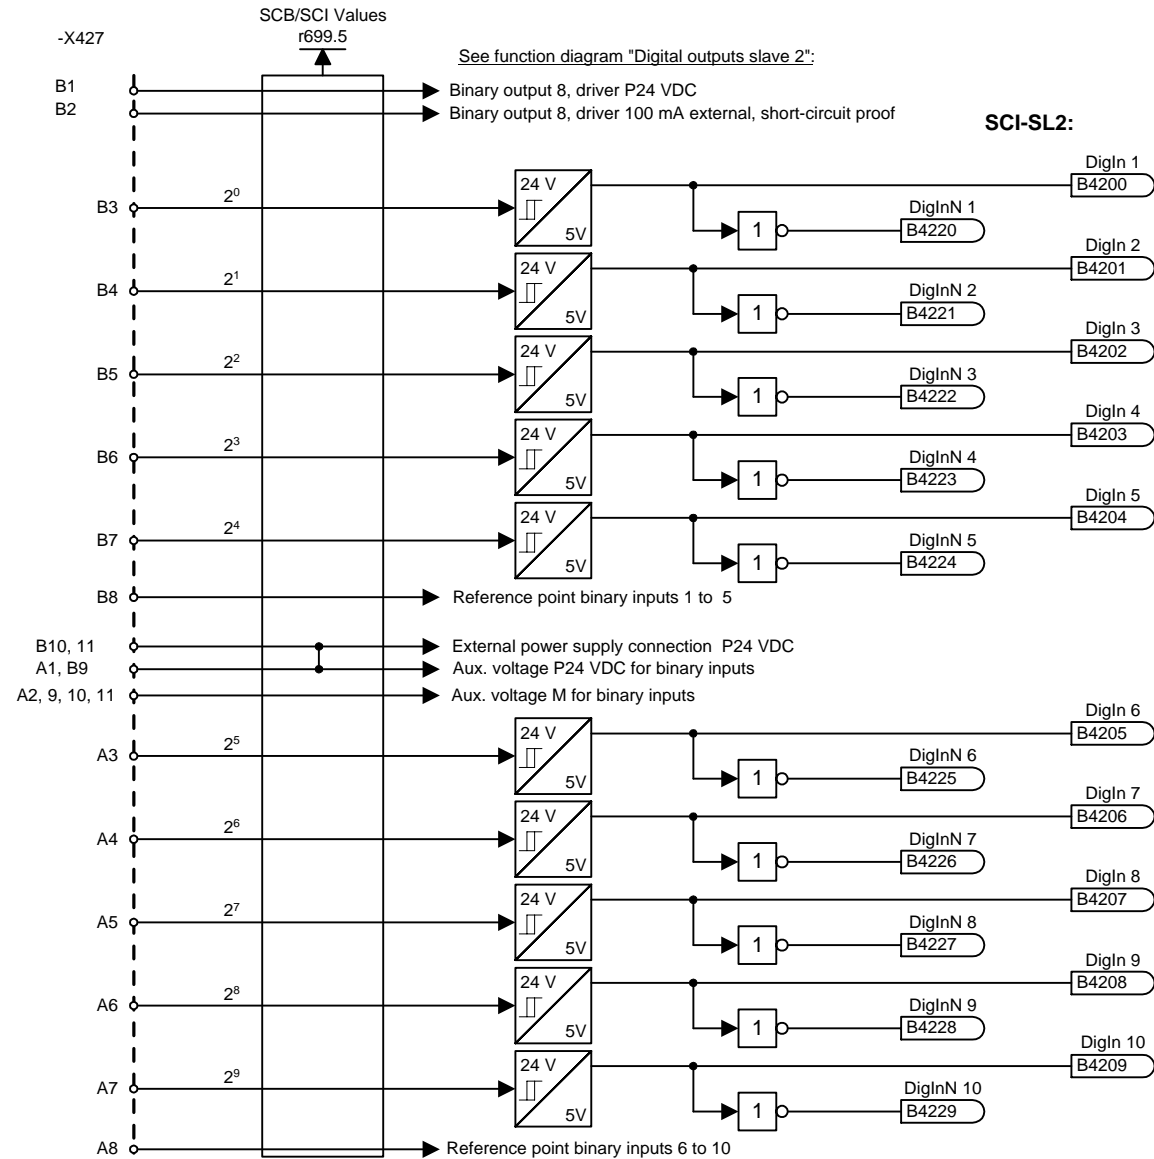 SCB/SCI Values
-X427
r699.5
See function diagram "Digital outputs slave 2":
B1
Binary output 8, driver P24 VDC
B2
Binary output 8, driver 100 mA external, short-circuit proof
SCI-SL2:
DigIn 1
B3
2⁰
24 V
5V
B4200
DigInN 1
1
B4220
DigIn 2
B4
2¹
24 V
5V
B4201
DigInN 2
1
B4221
DigIn 3
B5
2²
24 V
5V
B4202
DigInN 3
1
B4222
DigIn 4
B6
2³
24 V
5V
B4203
DigInN 4
1
B4223
DigIn 5
B7
2⁴
24 V
5V
B4204
DigInN 5
1
B4224
B8
Reference point binary inputs 1 to 5
B10, 11
External power supply connection P24 VDC
A1, B9
Aux. voltage P24 VDC for binary inputs
A2, 9, 10, 11
Aux. voltage M for binary inputs
DigIn 6
A3
2⁵
24 V
5V
B4205
DigInN 6
1
B4225
DigIn 7
A4
2⁶
24 V
5V
B4206
DigInN 7
1
B4226
DigIn 8
A5
2⁷
24 V
5V
B4207
DigInN 8
1
B4227
DigIn 9
A6
2⁸
24 V
5V
B4208
DigInN 9
1
B4228
DigIn 10
A7
2⁹
24 V
5V
B4209
DigInN 10
1
B4229
A8
Reference point binary inputs 6 to 10